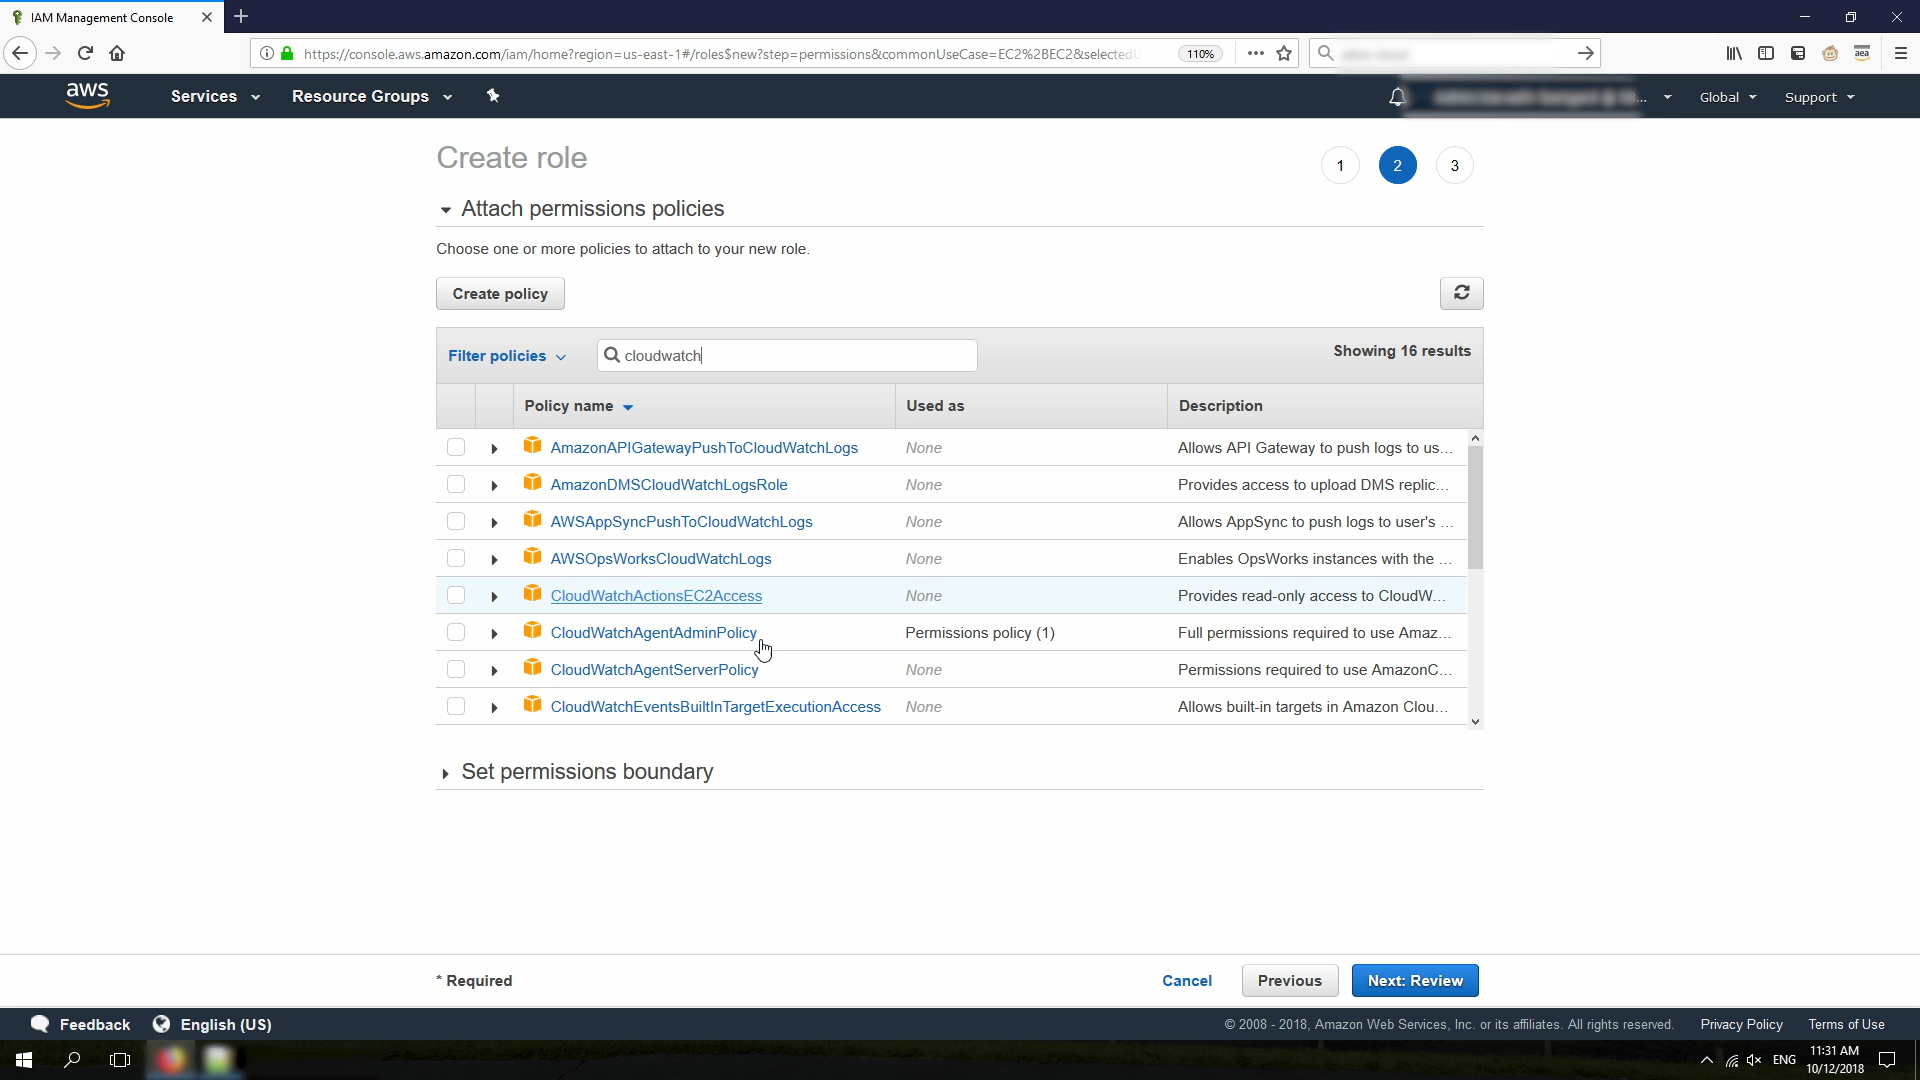 IAM Management Console
https://console.aws.amazon.com/iam/home?region=us-east-1#/roles$new?step=permissions&commonUseCase=EC2%2BEC2&selectedU
110%
aws
Services
Resource Groups
Global
Support
Create role
1
2
3
Attach permissions policies
Choose one or more policies to attach to your new role.
Create policy
Filter policies
cloudwatch
Showing 16 results
Policy name
Used as
Description
AmazonAPIGatewayPushToCloudWatchLogs
None
Allows API Gateway to push logs to us...
AmazonDMSCloudWatchLogsRole
None
Provides access to upload DMS replic...
AWSAppSyncPushToCloudWatchLogs
None
Allows AppSync to push logs to user's ...
AWSOpsWorksCloudWatchLogs
None
Enables OpsWorks instances with the ...
CloudWatchActionsEC2Access
None
Provides read-only access to CloudW...
CloudWatchAgentAdminPolicy
Permissions policy (1)
Full permissions required to use Amaz...
CloudWatchAgentServerPolicy
None
Permissions required to use AmazonC...
CloudWatchEventsBuiltInTargetExecutionAccess
None
Allows built-in targets in Amazon Clou...
Set permissions boundary
* Required
Cancel
Previous
Next: Review
Feedback
English (US)
© 2008 - 2018, Amazon Web Services, Inc. or its affiliates. All rights reserved.
Privacy Policy
Terms of Use
ENG
11:31 AM
10/12/2018